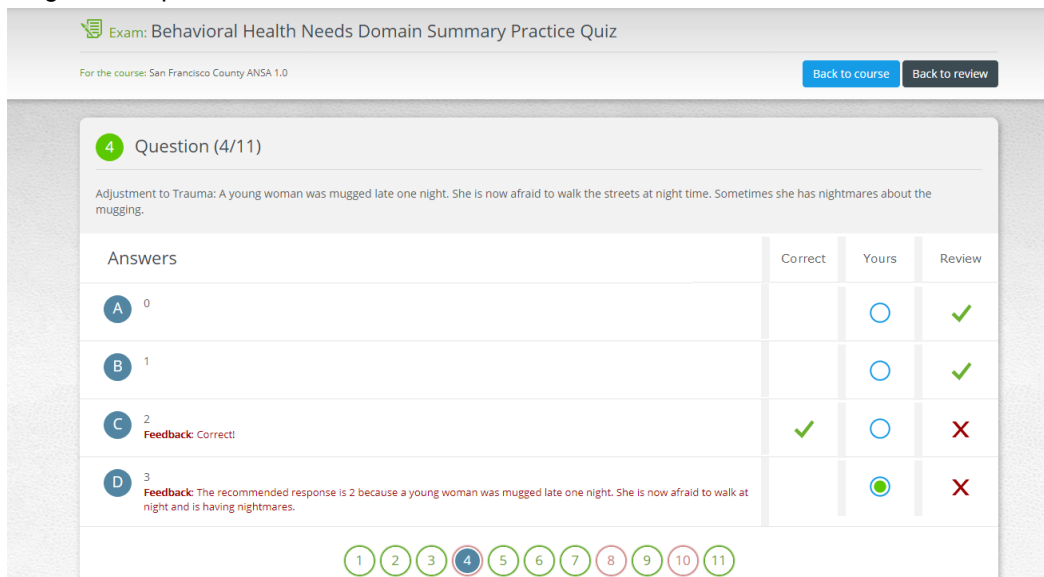 Exam: Behavioral Health Needs Domain Summary Practice Quiz
For the course: San Francisco County ANSA 1.0
Back to course
Back to review
4 Question (4/11)
Adjustment to Trauma: A young woman was mugged late one night. She is now afraid to walk the streets at night time. Sometimes she has nightmares about the
mugging.
Answers Correct Yours Review
A 0
B 1
C 2
Feedback: Correct!
D 3
Feedback: The recommended response is 2 because a young woman was mugged late one night. She is now afraid to walk at
night and is having nightmares.
1 2 3 4 5 6 7 8 9 10 11